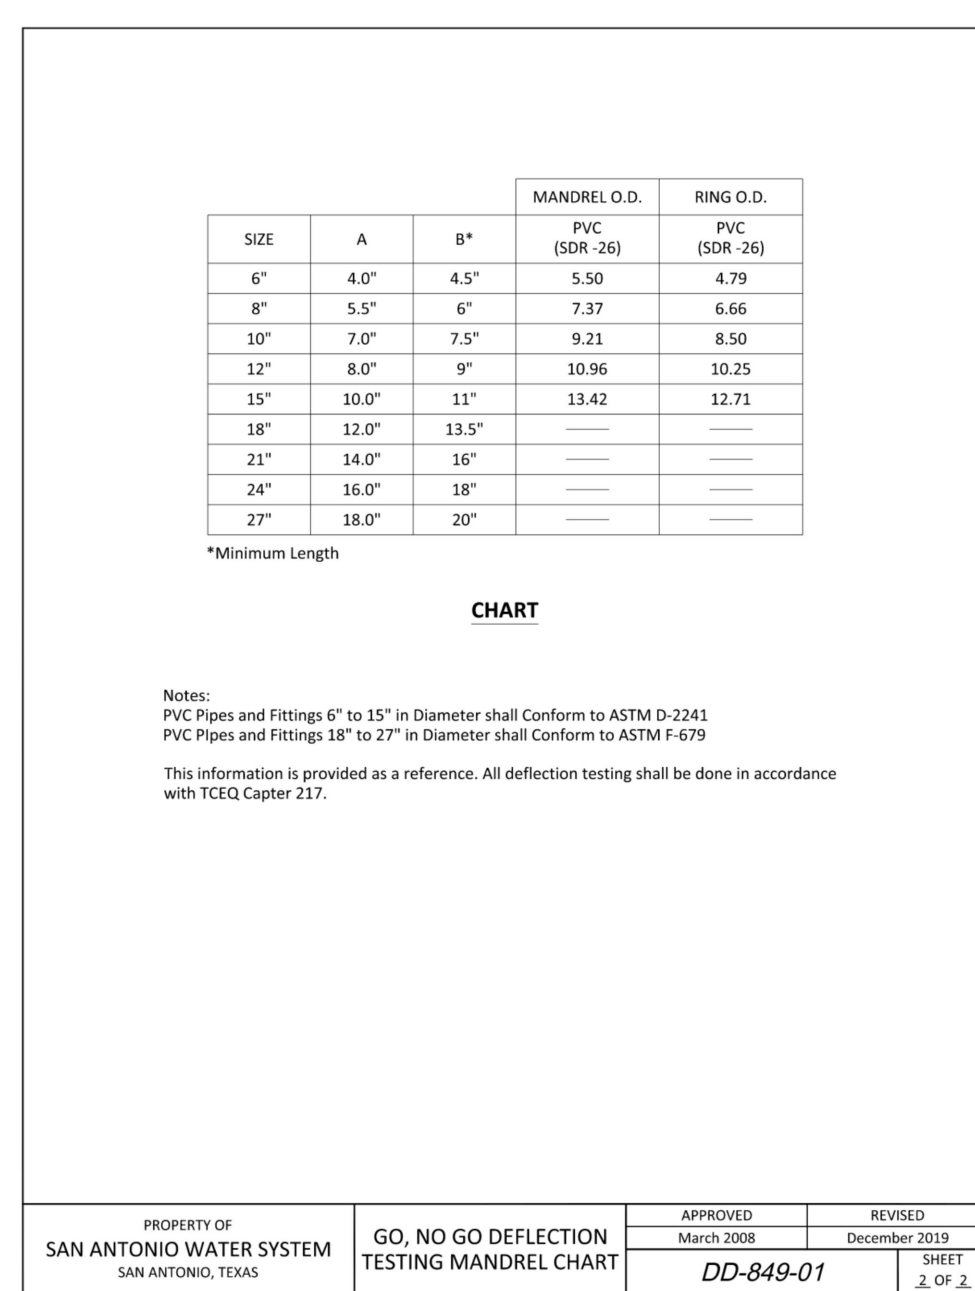 MANDREL O.D. RING O.D.
SIZE A B* PVC (SDR -26) PVC (SDR -26)
6" 4.0" 4.5" 5.50 4.79
8" 5.5" 6" 7.37 6.66
10" 7.0" 7.5" 9.21 8.50
12" 8.0" 9" 10.96 10.25
15" 10.0" 11" 13.42 12.71
18" 12.0" 13.5" —— ——
21" 14.0" 16" —— ——
24" 16.0" 18" —— ——
27" 18.0" 20" —— ——
*Minimum Length
CHART
Notes:
PVC Pipes and Fittings 6" to 15" in Diameter shall Conform to ASTM D-2241
PVC PIpes and Fittings 18" to 27" in Diameter shall Conform to ASTM F-679
This information is provided as a reference. All deflection testing shall be done in accordance
with TCEQ Capter 217.
PROPERTY OF
SAN ANTONIO WATER SYSTEM
SAN ANTONIO, TEXAS
GO, NO GO DEFLECTION
TESTING MANDREL CHART
APPROVED REVISED
March 2008 December 2019
DD-849-01
SHEET
2 OF 2